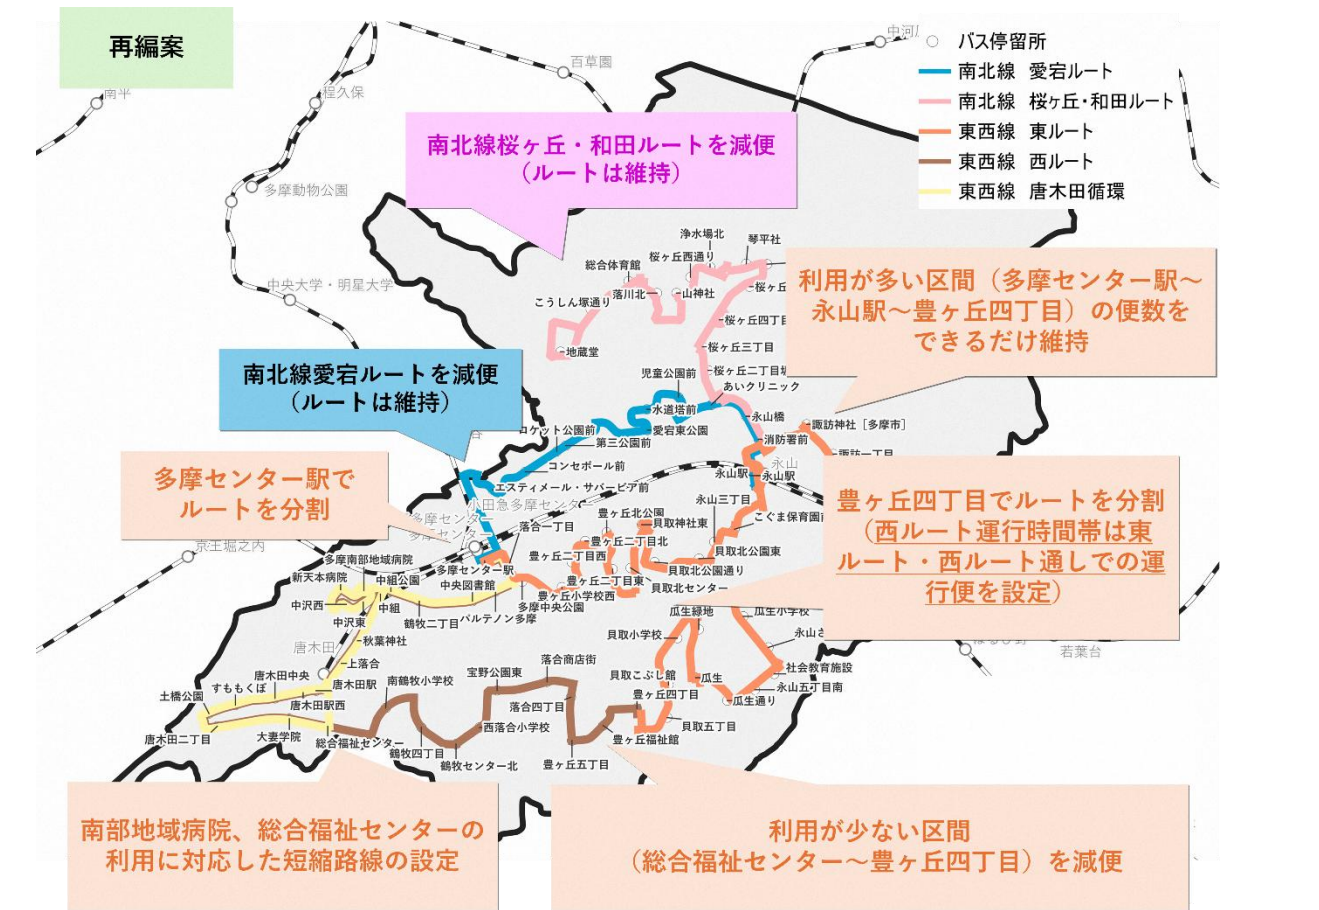 再編案
バス停留所
南北線 愛宕ルート
南北線 桜ヶ丘・和田ルート
東西線 東ルート
東西線 西ルート
東西線 唐木田循環
南平
程久保
百草園
多摩動物公園
中央大学・明星大学
京王堀之内
若葉台
南北線桜ヶ丘・和田ルートを減便
（ルートは維持）
利用が多い区間（多摩センター駅～
永山駅～豊ヶ丘四丁目）の便数を
できるだけ維持
南北線愛宕ルートを減便
（ルートは維持）
多摩センター駅で
ルートを分割
豊ヶ丘四丁目でルートを分割
（西ルート運行時間帯は東
ルート・西ルート通しでの運
行便を設定）
南部地域病院、総合福祉センターの
利用に対応した短縮路線の設定
利用が少ない区間
（総合福祉センター～豊ヶ丘四丁目）を減便
浄水場北
琴平社
桜ヶ丘西通り
総合体育館
落川北一
山神社
こうしん塚通り
地蔵堂
桜ヶ丘四丁目
桜ヶ丘三丁目
児童公園前
あいクリニック
水道塔前
永山橋
愛宕東公園
第三公園前
消防署前
諏訪神社［多摩市］
コンセボール前
エスティメール・サバービア前
小田急多摩センター
多摩センター
永山
永山駅
永山駅
永山三丁目
落合一丁目
豊ヶ丘北公園
貝取神社東
豊ヶ丘二丁目北
貝取北公園東
豊ヶ丘二丁目西
貝取北公園通り
豊ヶ丘二丁目東
貝取北センター
豊ヶ丘小学校西
多摩中央公園
多摩センター駅
中央図書館
パルテノン多摩
多摩南部地域病院
新天本病院
中組公園
中沢西
中組
鶴牧二丁目
中沢東
秋葉神社
唐木田
上落合
唐木田駅
唐木田中央
すももくぼ
土橋公園
唐木田駅西
唐木田二丁目
大妻学院
総合福祉センター
南鶴牧小学校
鶴牧四丁目
鶴牧センター北
宝野公園東
西落合小学校
落合商店街
落合四丁目
豊ヶ丘五丁目
豊ヶ丘福祉館
豊ヶ丘四丁目
貝取こぶし館
貝取五丁目
貝取小学校
瓜生緑地
瓜生小学校
瓜生
瓜生通り
社会教育施設
永山五丁目南